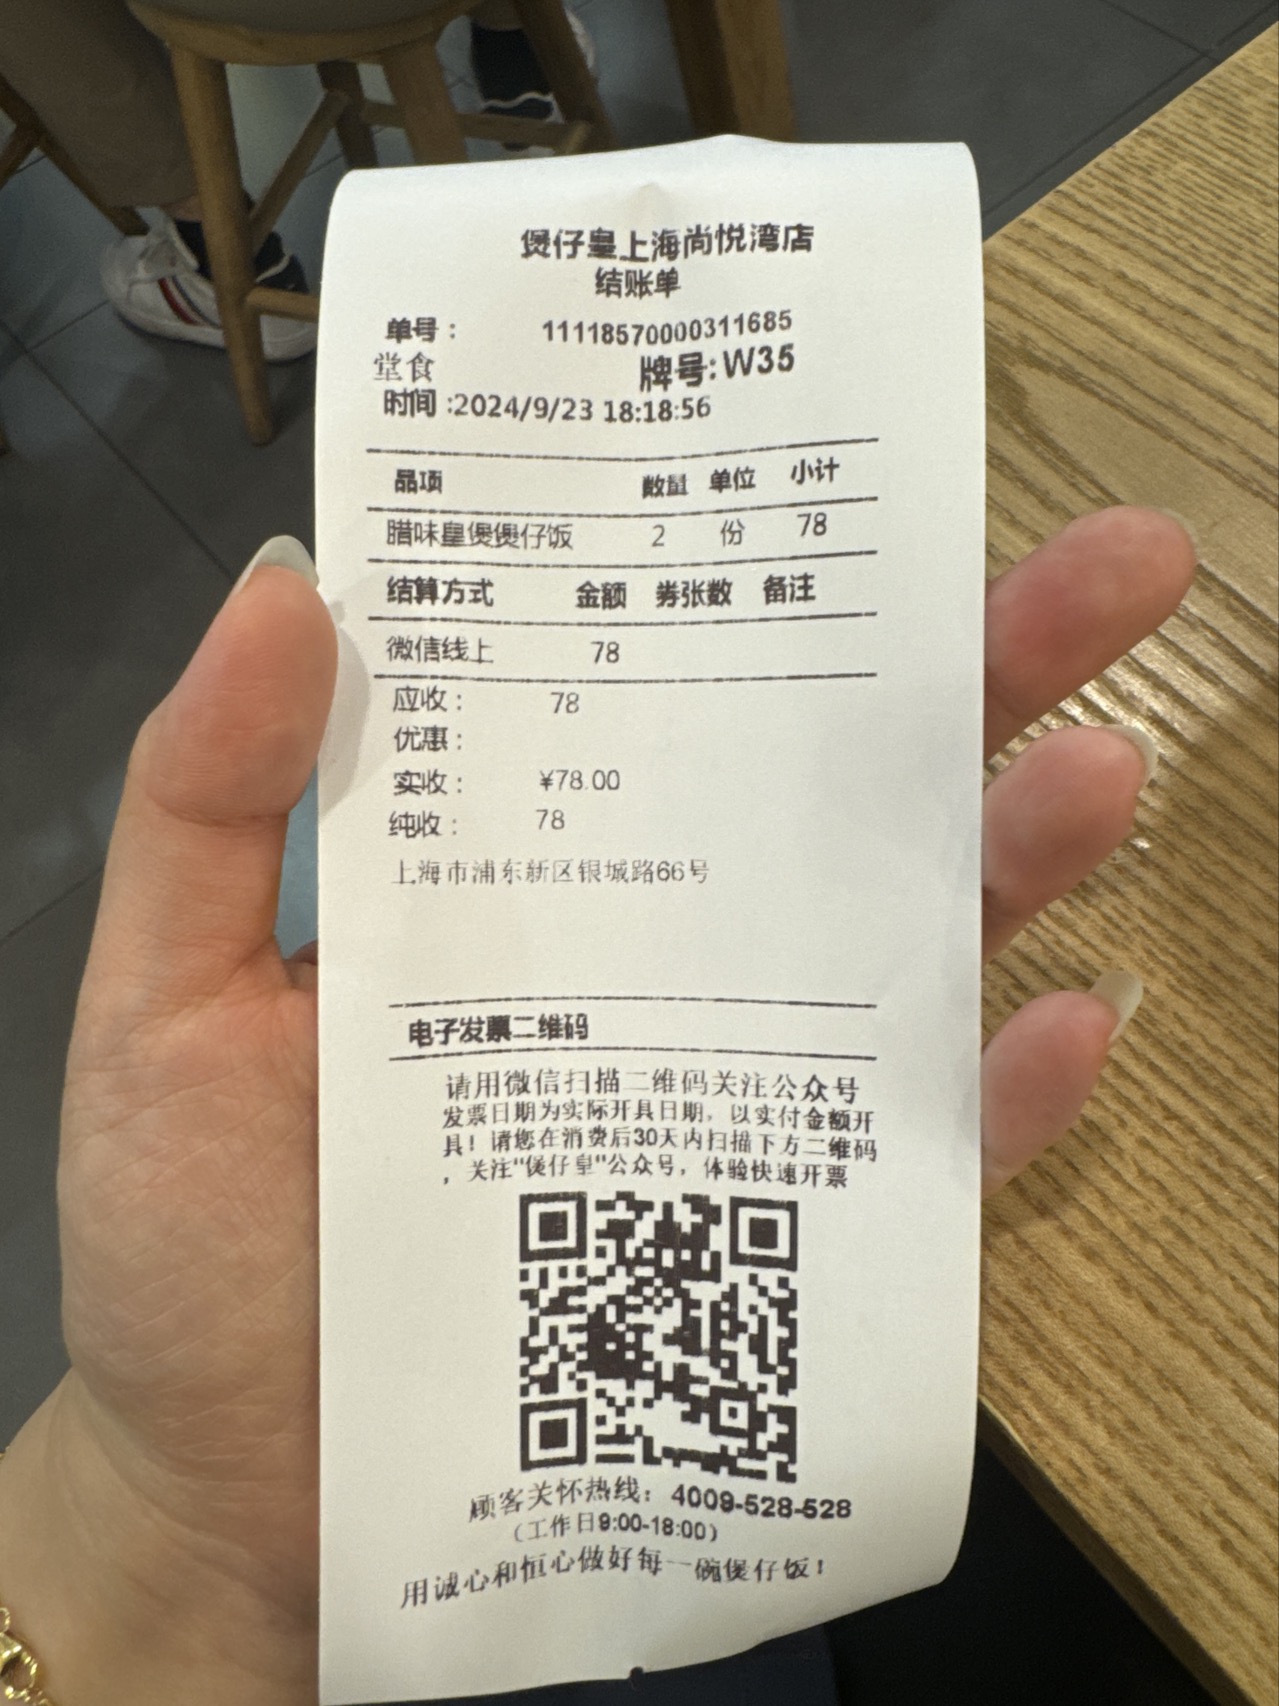 煲仔皇上海尚悦湾店
结账单
单号： 11118570000311685
堂食 牌号:W35
时间:2024/9/23 18:18:56
品项 数量 单位 小计
腊味皇煲煲仔饭 2 份 78
结算方式 金额 券张数 备注
微信线上 78
应收： 78
优惠：
实收： ¥78.00
纯收： 78
上海市浦东新区银城路66号
电子发票二维码
请用微信扫描二维码关注公众号
发票日期为实际开具日期，以实付金额开
具！请您在消费后30天内扫描下方二维码
，关注"煲仔皇"公众号，体验快速开票
顾客关怀热线：4009-528-528
（工作日9:00-18:00）
用诚心和恒心做好每一碗煲仔饭！